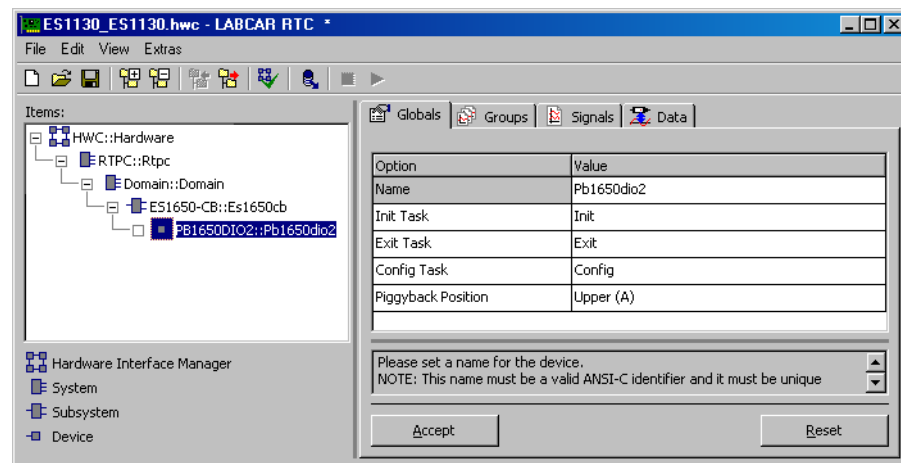 ES1130_ES1130.hwc - LABCAR RTC *
File Edit View Extras
Items:
HWC::Hardware
RTPC::Rtpc
Domain::Domain
ES1650-CB::Es1650cb
PB1650DIO2::Pb1650dio2
Hardware Interface Manager
System
Subsystem
Device
Globals Groups Signals Data
Option Value
Name Pb1650dio2
Init Task Init
Exit Task Exit
Config Task Config
Piggyback Position Upper (A)
Please set a name for the device.
NOTE: This name must be a valid ANSI-C identifier and it must be unique
Accept Reset